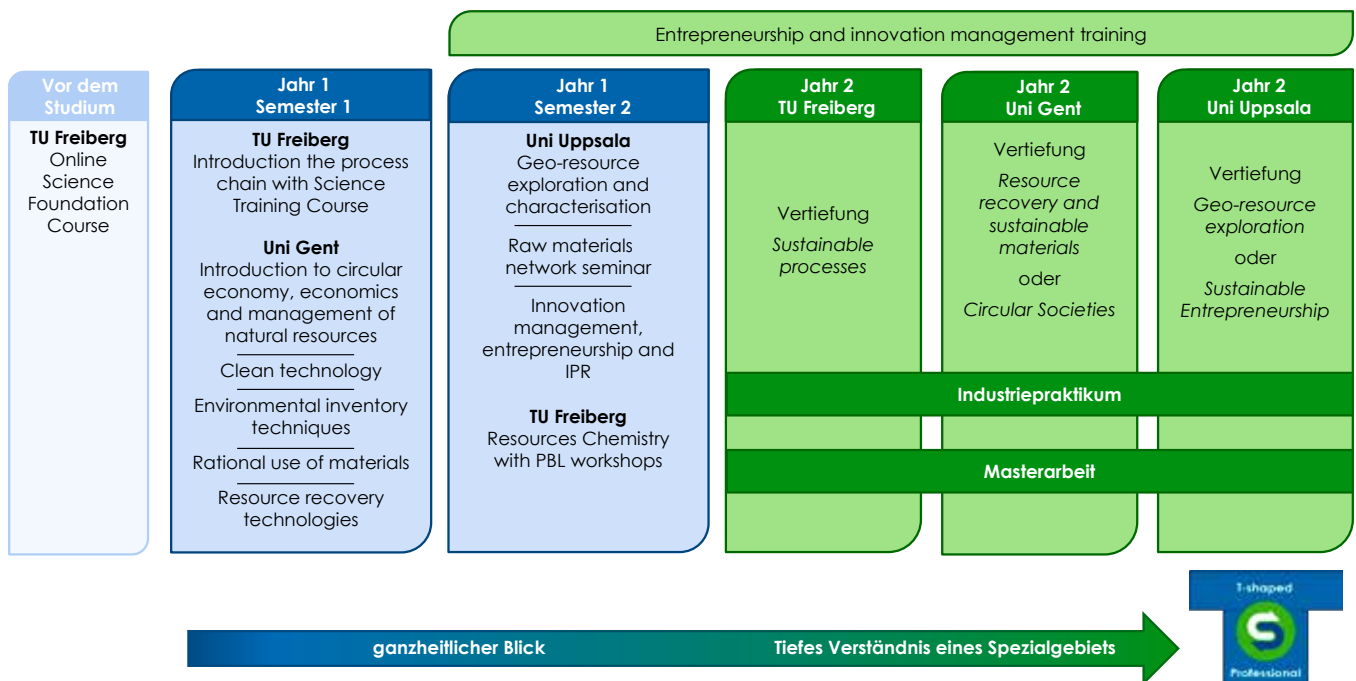 Entrepreneurship and innovation management training
Vor dem
Studium
TU Freiberg
Online
Science
Foundation
Course
Jahr 1
Semester 1
TU Freiberg
Introduction the process
chain with Science
Training Course
Uni Gent
Introduction to circular
economy, economics
and management of
natural resources
Clean technology
Environmental inventory
techniques
Rational use of materials
Resource recovery
technologies
Jahr 1
Semester 2
Uni Uppsala
Geo-resource
exploration and
characterisation
Raw materials
network seminar
Innovation
management,
entrepreneurship and
IPR
TU Freiberg
Resources Chemistry
with PBL workshops
Jahr 2
TU Freiberg
Vertiefung
Sustainable
processes
Jahr 2
Uni Gent
Vertiefung
Resource
recovery and
sustainable
materials
oder
Circular Societies
Jahr 2
Uni Uppsala
Vertiefung
Geo-resource
exploration
oder
Sustainable
Entrepreneurship
Industriepraktikum
Masterarbeit
ganzheitlicher Blick
Tiefes Verständnis eines Spezialgebiets
T-shaped
S
Professional